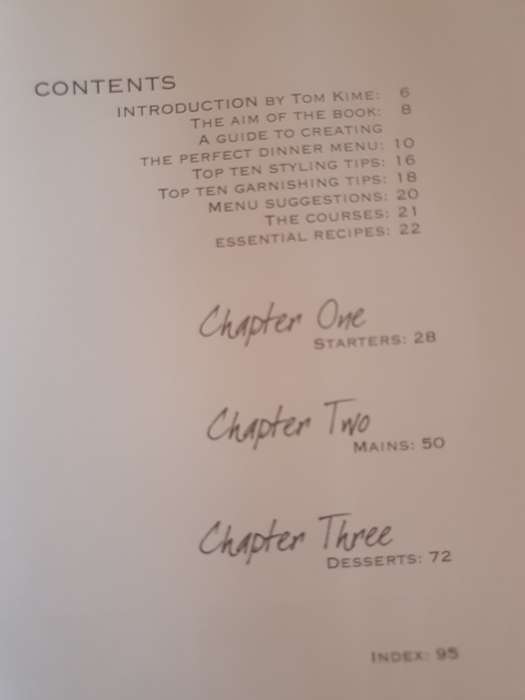 CONTENTS
INTRODUCTION BY TOM KIME: 6
THE AIM OF THE BOOK: 8
A GUIDE TO CREATING
THE PERFECT DINNER MENU: 10
TOP TEN STYLING TIPS: 16
TOP TEN GARNISHING TIPS: 18
MENU SUGGESTIONS: 20
THE COURSES: 21
ESSENTIAL RECIPES: 22
Chapter One
STARTERS: 28
Chapter Two
MAINS: 50
Chapter Three
DESSERTS: 72
INDEX: 95